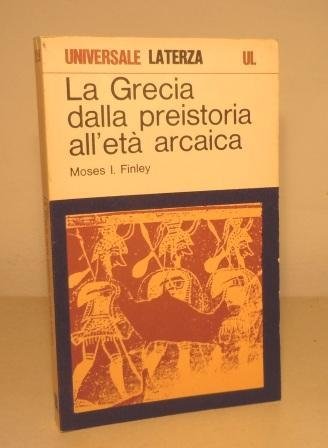 UNIVERSALE LATERZA UL
La Grecia
dalla preistoria
all'età arcaica
Moses I. Finley